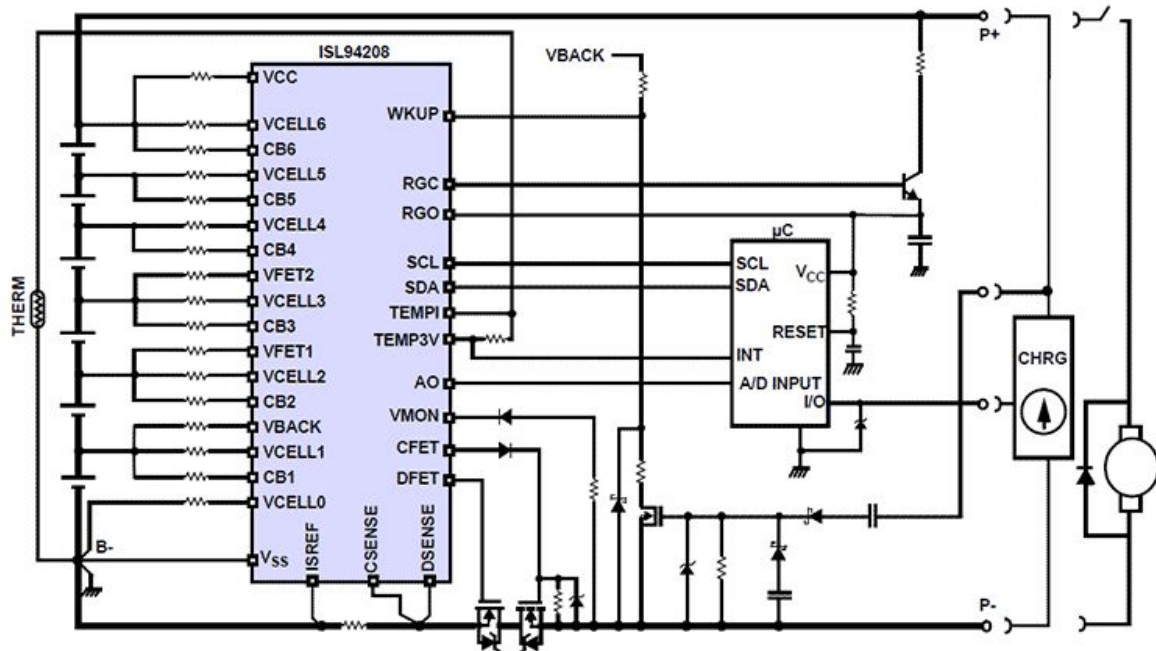 ISL94208
P+
VBACK
VCC
WKUP
VCELL6
CB6
VCELL5
RGC
CB5
RGO
VCELL4
µC
CB4
SCL
SCL
VCC
VFET2
SDA
SDA
THERM
VCELL3
TEMPI
CB3
TEMP3V
RESET
VFET1
INT
CHRG
VCELL2
AO
A/D INPUT
CB2
I/O
VMON
VBACK
CFET
VCELL1
DFET
CB1
VCELL0
B-
VSS
ISREF
CSENSE
DSENSE
P-